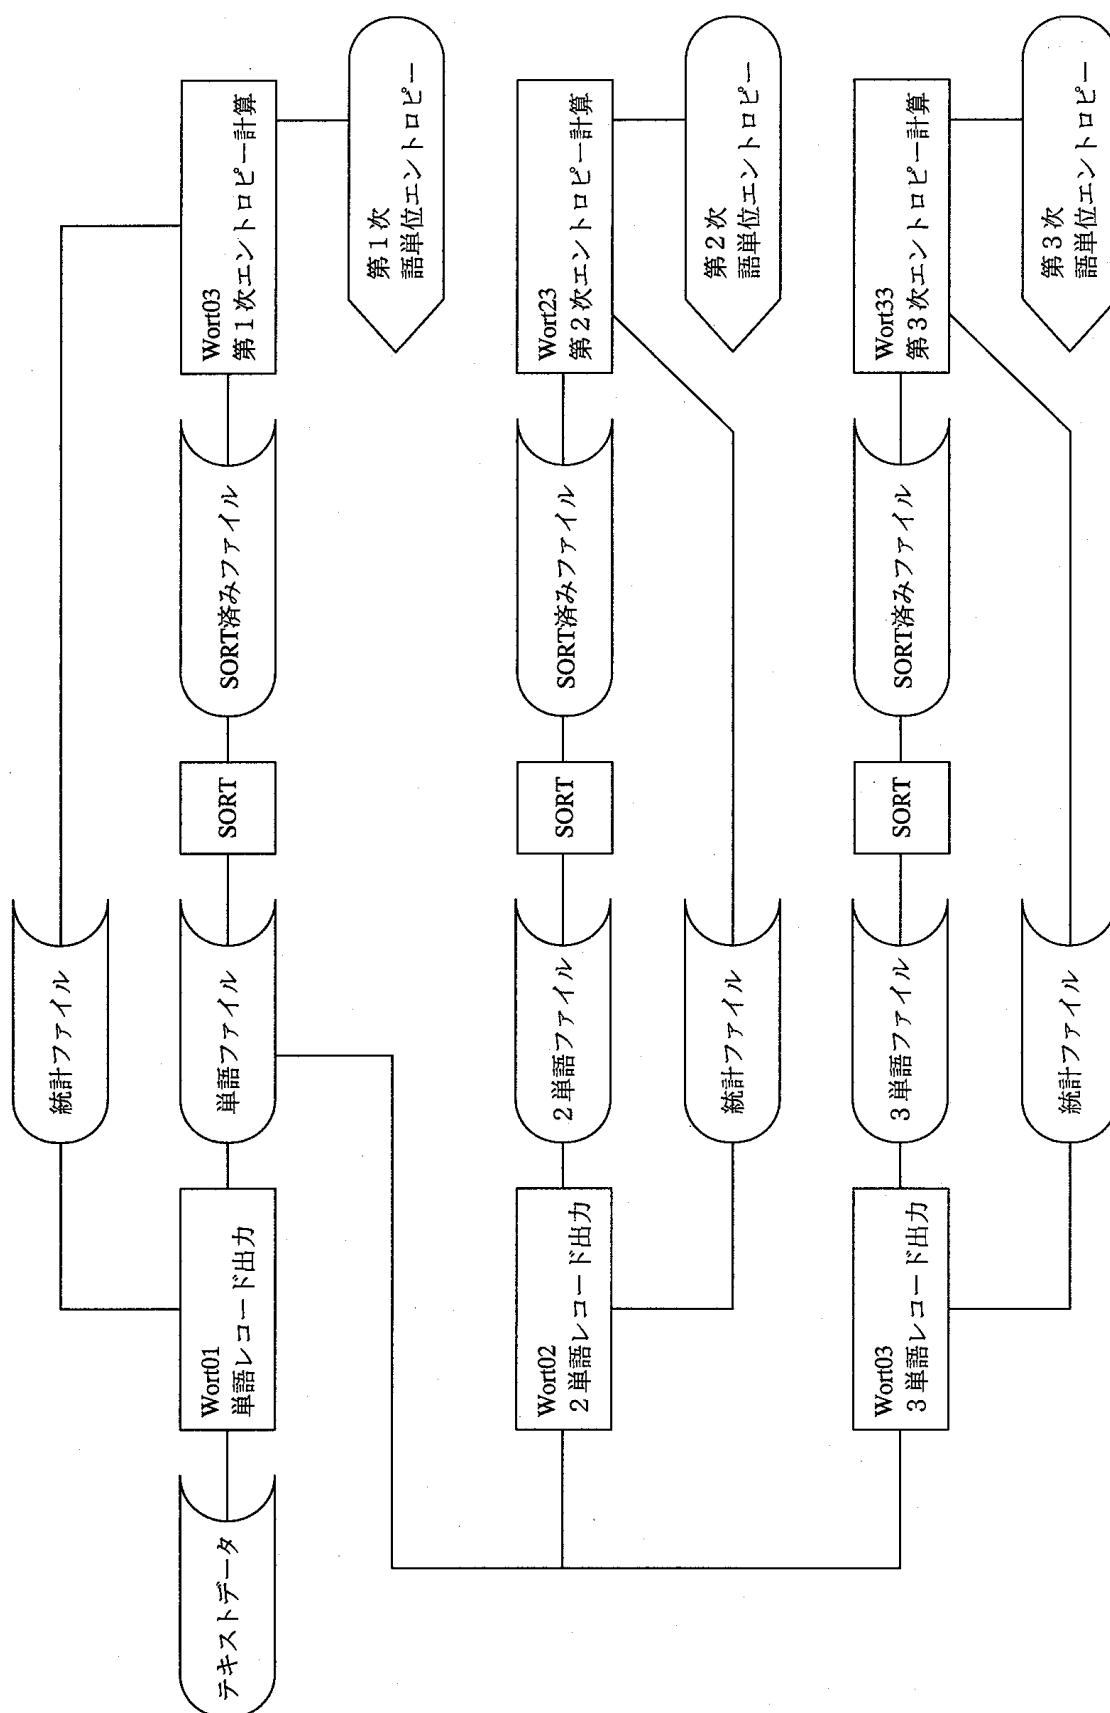 テキストデータ
Wort01
単語レコード出力
統計ファイル
単語ファイル
SORT
SORT済みファイル
Wort03
第1次エントロピー計算
第1次
語単位エントロピー
Wort02
2単語レコード出力
2単語ファイル
統計ファイル
SORT
SORT済みファイル
Wort23
第2次エントロピー計算
第2次
語単位エントロピー
Wort03
3単語レコード出力
3単語ファイル
統計ファイル
SORT
SORT済みファイル
Wort33
第3次エントロピー計算
第3次
語単位エントロピー